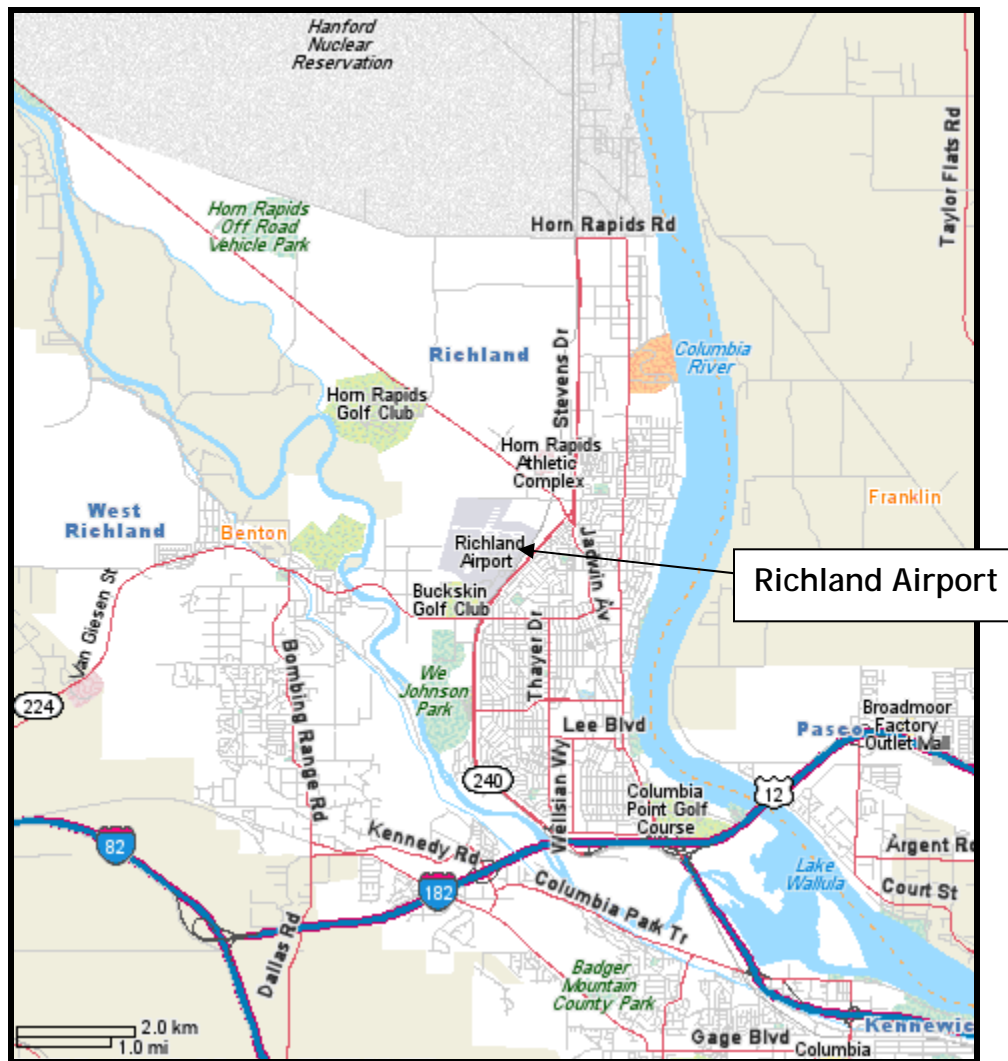 Hanford
Nuclear
Reservation
Taylor Flats Rd
Horn Rapids
Off Road
Vehicle Park
Horn Rapids Rd
Stevens Dr
Richland
Columbia
River
Horn Rapids
Golf Club
Horn Rapids
Athletic
Complex
Franklin
West
Richland
Benton
Richland
Airport
Jadwin Av
Richland Airport
Van Giesen St
Buckskin
Golf Club
Thayer Dr
Bombing Range Rd
We
Johnson
Park
224
Lee Blvd
Broadmoor
Factory
Outlet Mall
Pasco
240
12
Wellsian Wy
Columbia
Point Golf
Course
Kennedy Rd
82
182
Argent Rd
Lake
Wallula
Court St
Columbia Park Tr
Dallas Rd
Badger
Mountain
County Park
2.0 km
1.0 mi
Gage Blvd
Kennewic
Columbia